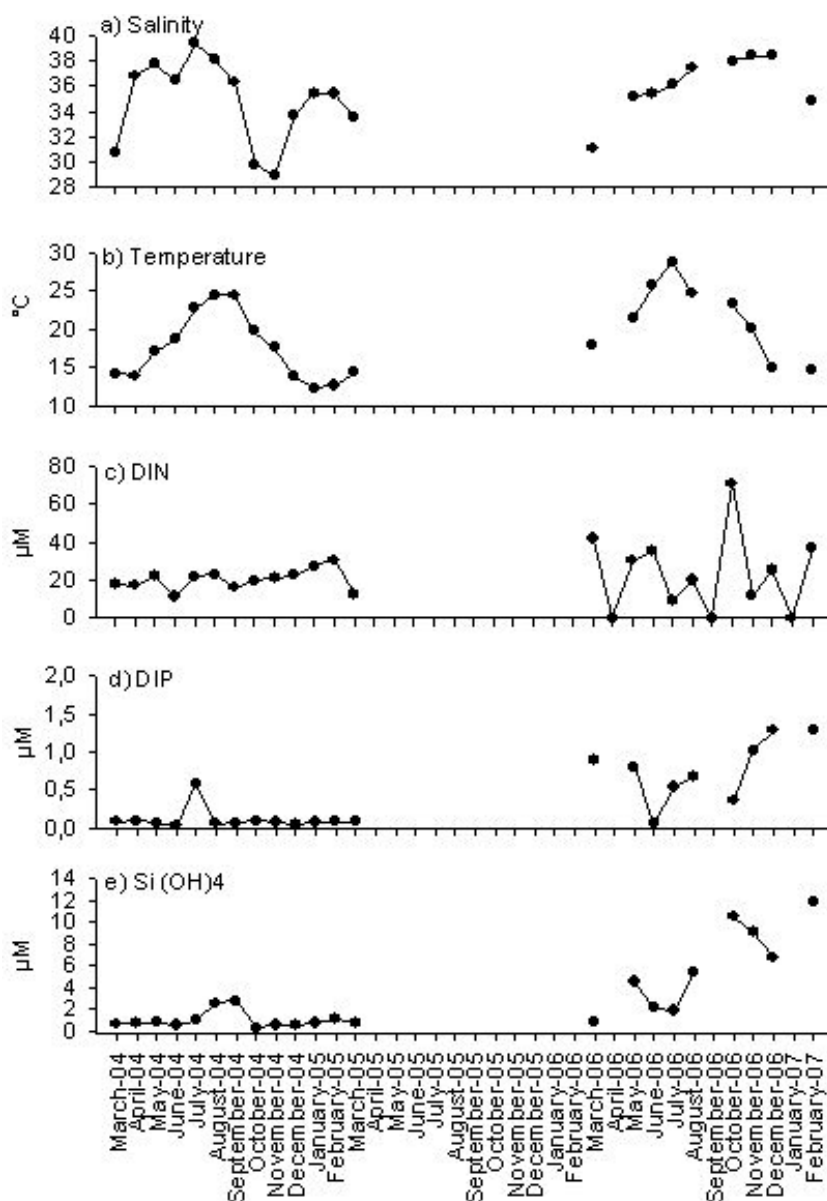 a) Salinity
40
38
36
34
32
30
28
b) Temperature
°C
30
25
20
15
10
c) DIN
µM
80
60
40
20
0
d) DIP
µM
2,0
1,5
1,0
0,5
0,0
e) Si (OH)4
µM
14
12
10
8
6
4
2
0
March-04
April-04
May-04
June-04
July-04
August-04
September-04
October-04
November-04
December-04
January-05
February-05
March-05
April-05
May-05
June-05
July-05
August-05
September-05
October-05
November-05
December-05
January-06
February-06
March-06
April-06
May-06
June-06
July-06
August-06
September-06
October-06
November-06
December-06
January-07
February-07